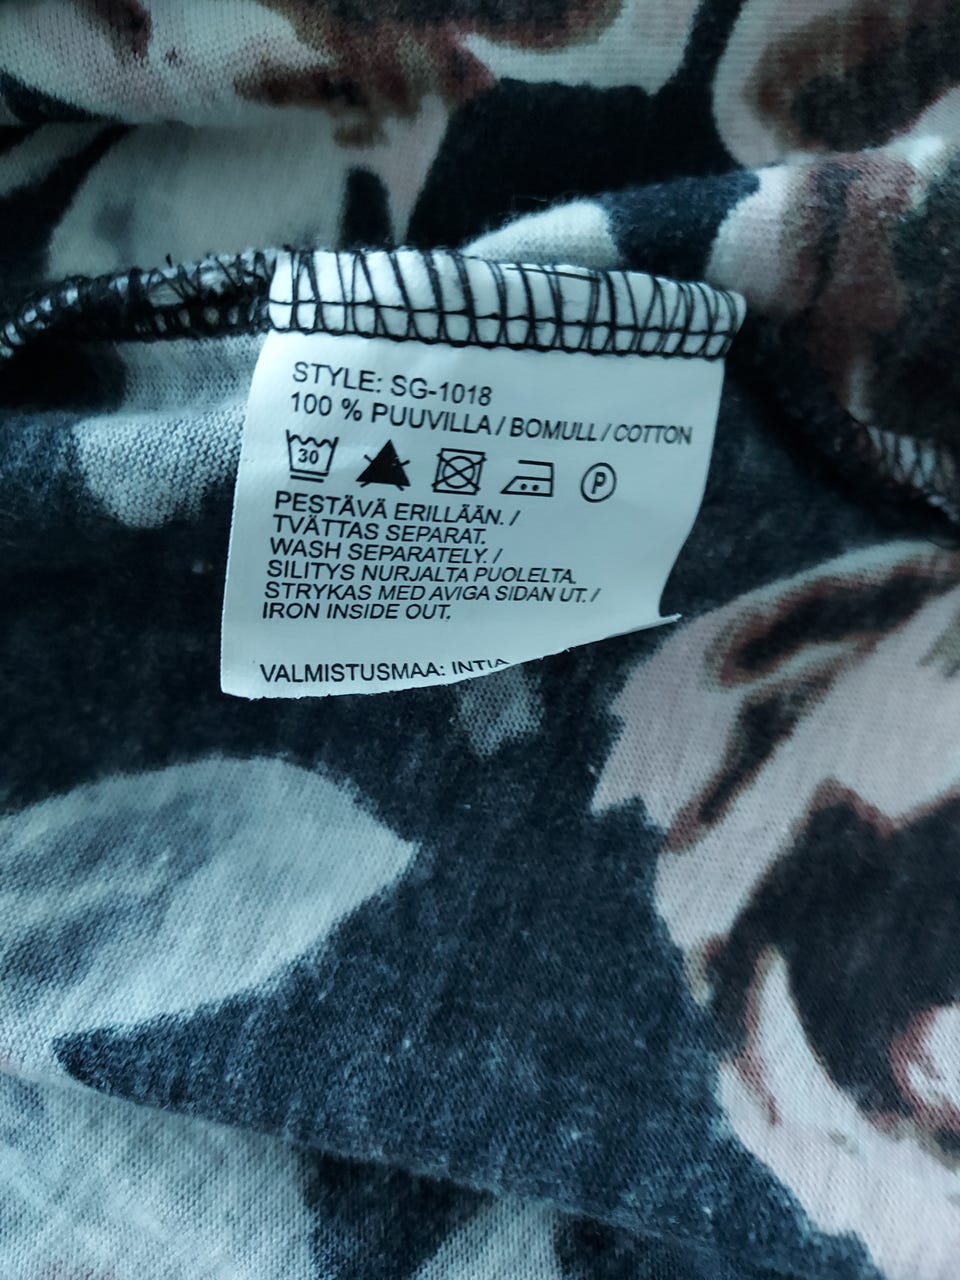 STYLE: SG-1018
100 % PUUVILLA / BOMULL / COTTON
30 P
PESTÄVÄ ERILLÄÄN. /
TVÄTTAS SEPARAT.
WASH SEPARATELY. /
SILITYS NURJALTA PUOLELTA.
STRYKAS MED AVIGA SIDAN UT. /
IRON INSIDE OUT.
VALMISTUSMAA: INTIA